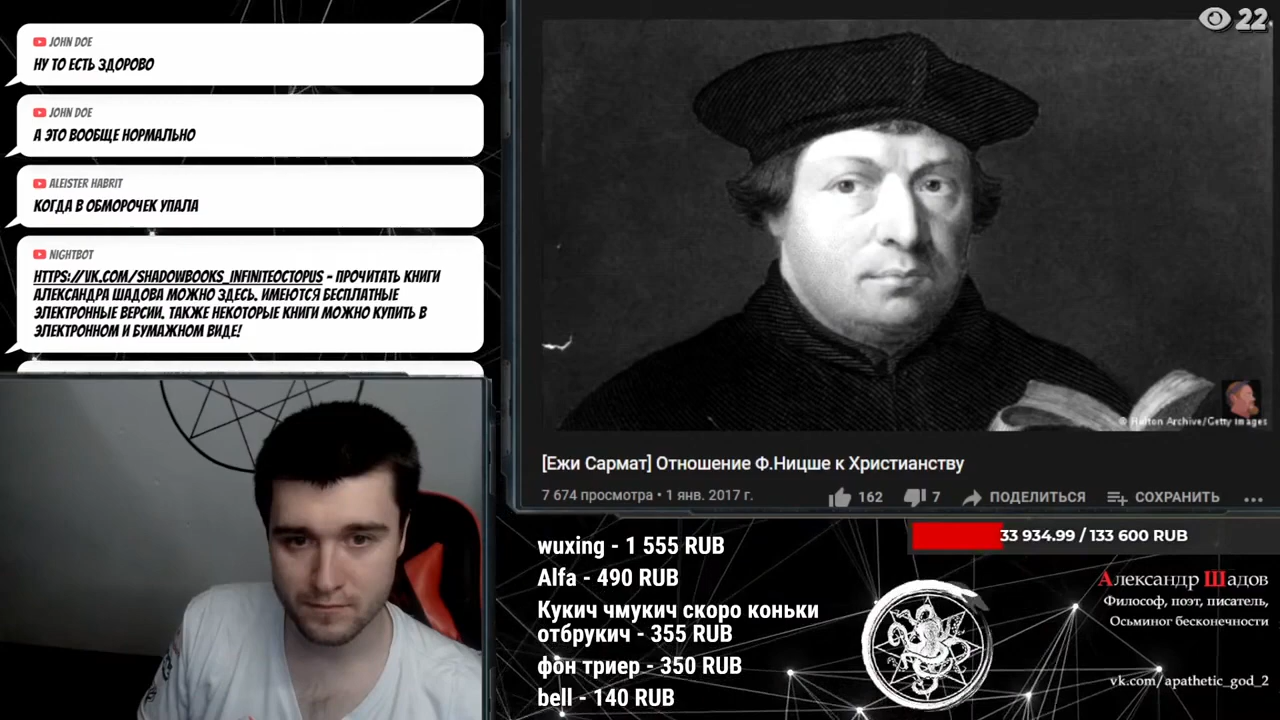 JOHN DOE
НУ ТО ЕСТЬ ЗДОРОВО
JOHN DOE
А ЭТО ВООБЩЕ НОРМАЛЬНО
ALEISTER HABRIT
КОГДА В ОБМОРОЧЕК УПАЛА
NIGHTBOT
HTTPS://VK.COM/SHADOWBOOKS_INFINITEOCTOPUS - ПРОЧИТАТЬ КНИГИ
АЛЕКСАНДРА ШАДОВА МОЖНО ЗДЕСЬ. ИМЕЮТСЯ БЕСПЛАТНЫЕ
ЭЛЕКТРОННЫЕ ВЕРСИИ. ТАКЖЕ НЕКОТОРЫЕ КНИГИ МОЖНО КУПИТЬ В
ЭЛЕКТРОННОМ И БУМАЖНОМ ВИДЕ!
22
© Hulton Archive/Getty Images
[Ежи Сармат] Отношение Ф.Ницше к Христианству
7 674 просмотра • 1 янв. 2017 г.
162
7
ПОДЕЛИТЬСЯ
СОХРАНИТЬ
wuxing - 1 555 RUB
Alfa - 490 RUB
Кукич чмукич скоро коньки
отбрукич - 355 RUB
фон триер - 350 RUB
bell - 140 RUB
33 934.99 / 133 600 RUB
Александр Шадов
Философ, поэт, писатель,
Осьминог бесконечности
vk.com/apathetic_god_2